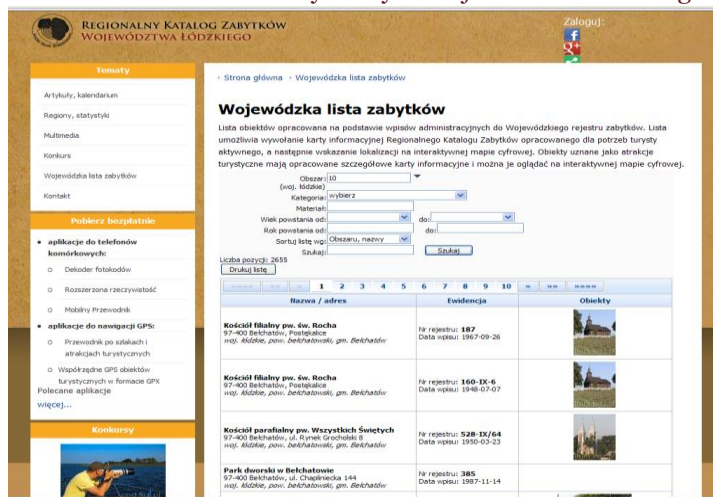 REGIONALNY KATALOG ZABYTKÓW
WOJEWÓDZTWA ŁÓDZKIEGO
Zaloguj:
Tematy
Artykuły, kalendarium
Regiony, statystyki
Multimedia
Konkurs
Wojewódzka lista zabytków
Kontakt
Pobierz bezpłatnie
aplikacje do telefonów
komórkowych:
Dekoder fotokodów
Rozszerzona rzeczywistość
Mobilny Przewodnik
aplikacje do nawigacji GPS:
Przewodnik po szlakach i
atrakcjach turystycznych
Współrzędne GPS obiektów
turystycznych w formacie GPX
Polecane aplikacje
więcej...
Konkursy
Strona główna › Wojewódzka lista zabytków
Wojewódzka lista zabytków
Lista obiektów opracowana na podstawie wpisów administracyjnych do Wojewódzkiego rejestru zabytków. Lista
umożliwia wywołanie karty informacyjnej Regionalnego Katalogu Zabytków opracowanego dla potrzeb turysty
aktywnego, a następnie wskazanie lokalizacji na interaktywnej mapie cyfrowej. Obiekty uznane jako atrakcje
turystyczne mają opracowane szczegółowe karty informacyjne i można je oglądać na interaktywnej mapie cyfrowej.
Obszar: 10
(woj. łódzkie)
Kategoria: wybierz
Materiał:
Wiek powstania od: do:
Rok powstania od: do:
Sortuj listę wg: Obszaru, nazwy
Szukaj: Szukaj
Liczba pozycji: 2655
Drukuj listę
«««« «« « 1 2 3 4 5 6 7 8 9 10 » »» »»»»
Nazwa / adres Ewidencja Obiekty
Kościół filialny pw. św. Rocha
97-400 Bełchatów, Postękalice
woj. łódzkie, pow. bełchatowski, gm. Bełchatów
Nr rejestru: 187
Data wpisu: 1967-09-26
Kościół filialny pw. św. Rocha
97-400 Bełchatów, Postękalice
woj. łódzkie, pow. bełchatowski, gm. Bełchatów
Nr rejestru: 160-IX-6
Data wpisu: 1948-07-07
Kościół parafialny pw. Wszystkich Świętych
97-400 Bełchatów, ul. Rynek Grocholski 8
woj. łódzkie, pow. bełchatowski, gm. Bełchatów
Nr rejestru: 528-IX/64
Data wpisu: 1950-03-23
Park dworski w Bełchatowie
97-400 Bełchatów, ul. Chapliniecka 144
woj. łódzkie, pow. bełchatowski, gm. Bełchatów
Nr rejestru: 385
Data wpisu: 1987-11-14